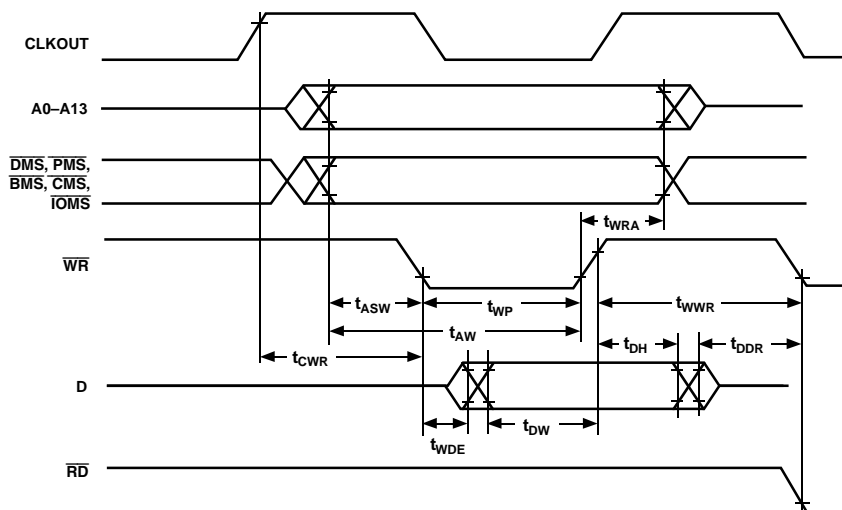 CLKOUT
A0–A13
DMS, PMS,
BMS, CMS,
IOMS
tWRA
WR
tASW
tWP
tWWR
tAW
tCWR
tDH
tDDR
D
tWDE
tDW
RD